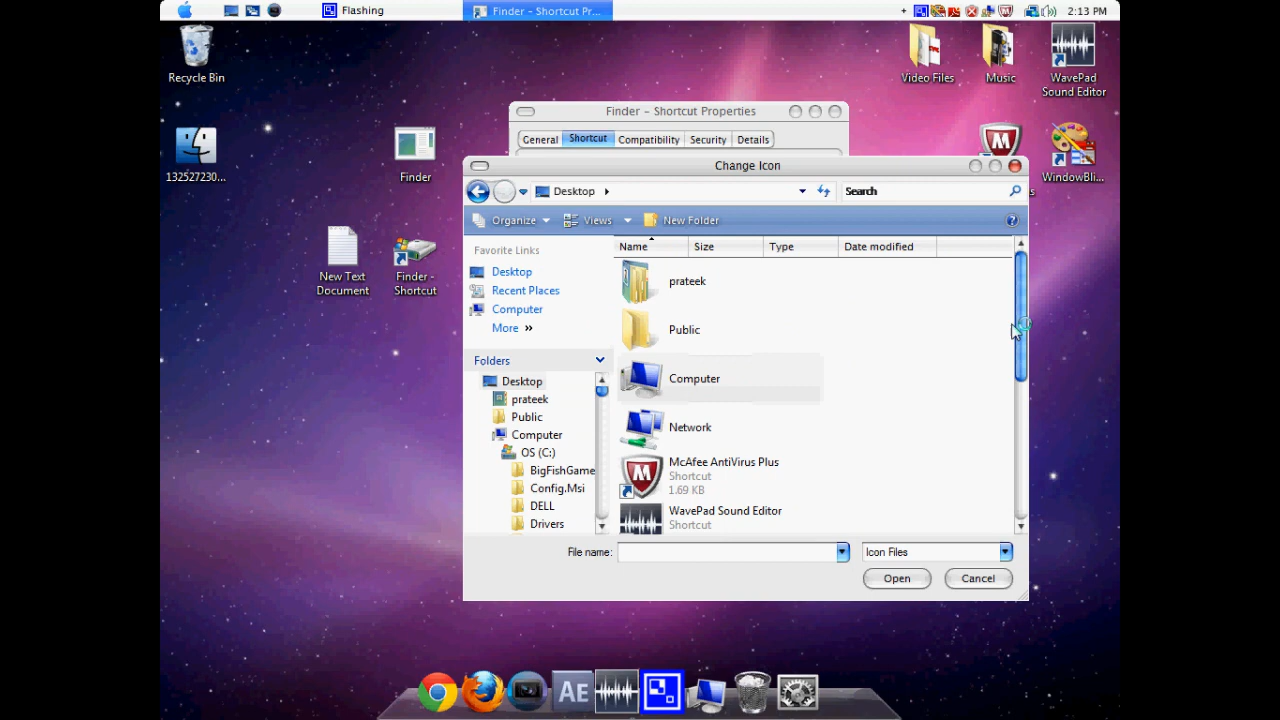 Flashing
Finder - Shortcut Pr...
2:13 PM
Recycle Bin
Video Files
Music
WavePad
Sound Editor
132527230...
Finder
WindowBli...
New Text
Document
Finder -
Shortcut
Finder - Shortcut Properties
General
Shortcut
Compatibility
Security
Details
Change Icon
Desktop
Search
Organize
Views
New Folder
Favorite Links
Desktop
Recent Places
Computer
More »
Folders
Desktop
prateek
Public
Computer
OS (C:)
BigFishGame
Config.Msi
DELL
Drivers
Name
Size
Type
Date modified
prateek
Public
Computer
Network
McAfee AntiVirus Plus
Shortcut
1.69 KB
WavePad Sound Editor
Shortcut
File name:
Icon Files
Open
Cancel
AE